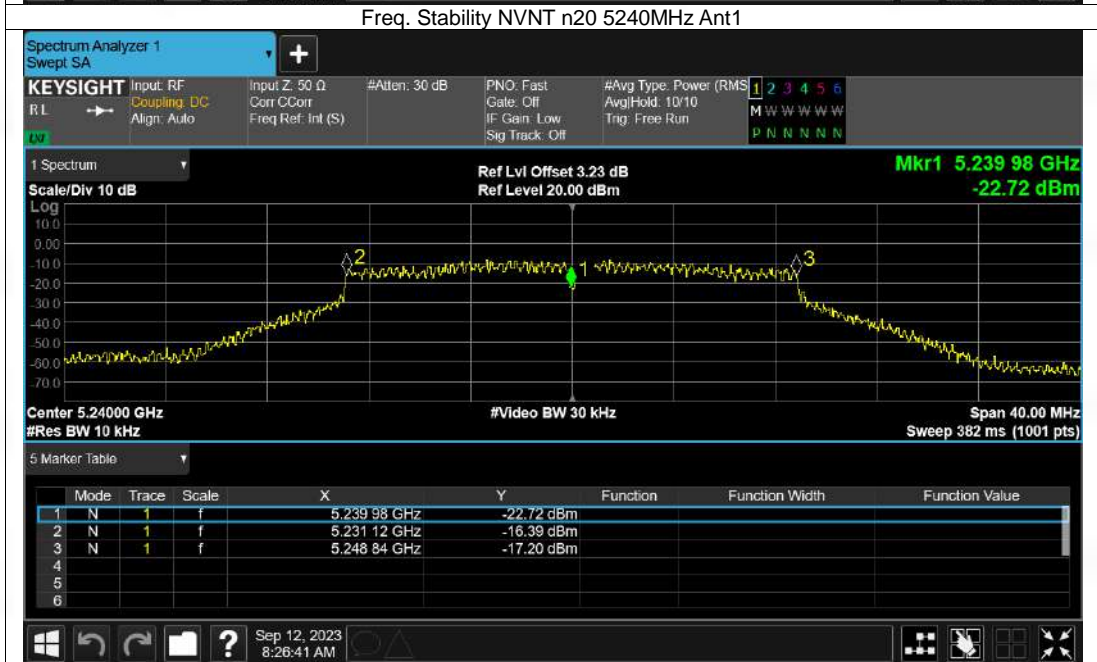 Freq. Stability NVNT n20 5240MHz Ant1
Spectrum Analyzer 1
Swept SA
+
KEYSIGHT Input: RF Input Z: 50 Ω #Atten: 30 dB PNO: Fast #Avg Type: Power (RMS 1 2 3 4 5 6
RL Coupling: DC Corr CCorr Gate: Off Avg|Hold: 10/10 M W W W W W
Align: Auto Freq Ref: Int (S) IF Gain: Low Trig: Free Run
LXI Sig Track: Off P N N N N N
1 Spectrum Ref Lvl Offset 3.23 dB Mkr1 5.239 98 GHz
Scale/Div 10 dB Ref Level 20.00 dBm -22.72 dBm
Log
10.0
0.00
-10.0
-20.0
-30.0
-40.0
-50.0
-60.0
-70.0
2 1 3
Center 5.24000 GHz #Video BW 30 kHz Span 40.00 MHz
#Res BW 10 kHz Sweep 382 ms (1001 pts)
5 Marker Table
Mode Trace Scale X Y Function Function Width Function Value
1 N 1 f 5.239 98 GHz -22.72 dBm
2 N 1 f 5.231 12 GHz -16.39 dBm
3 N 1 f 5.248 84 GHz -17.20 dBm
4
5
6
? Sep 12, 2023
8:26:41 AM